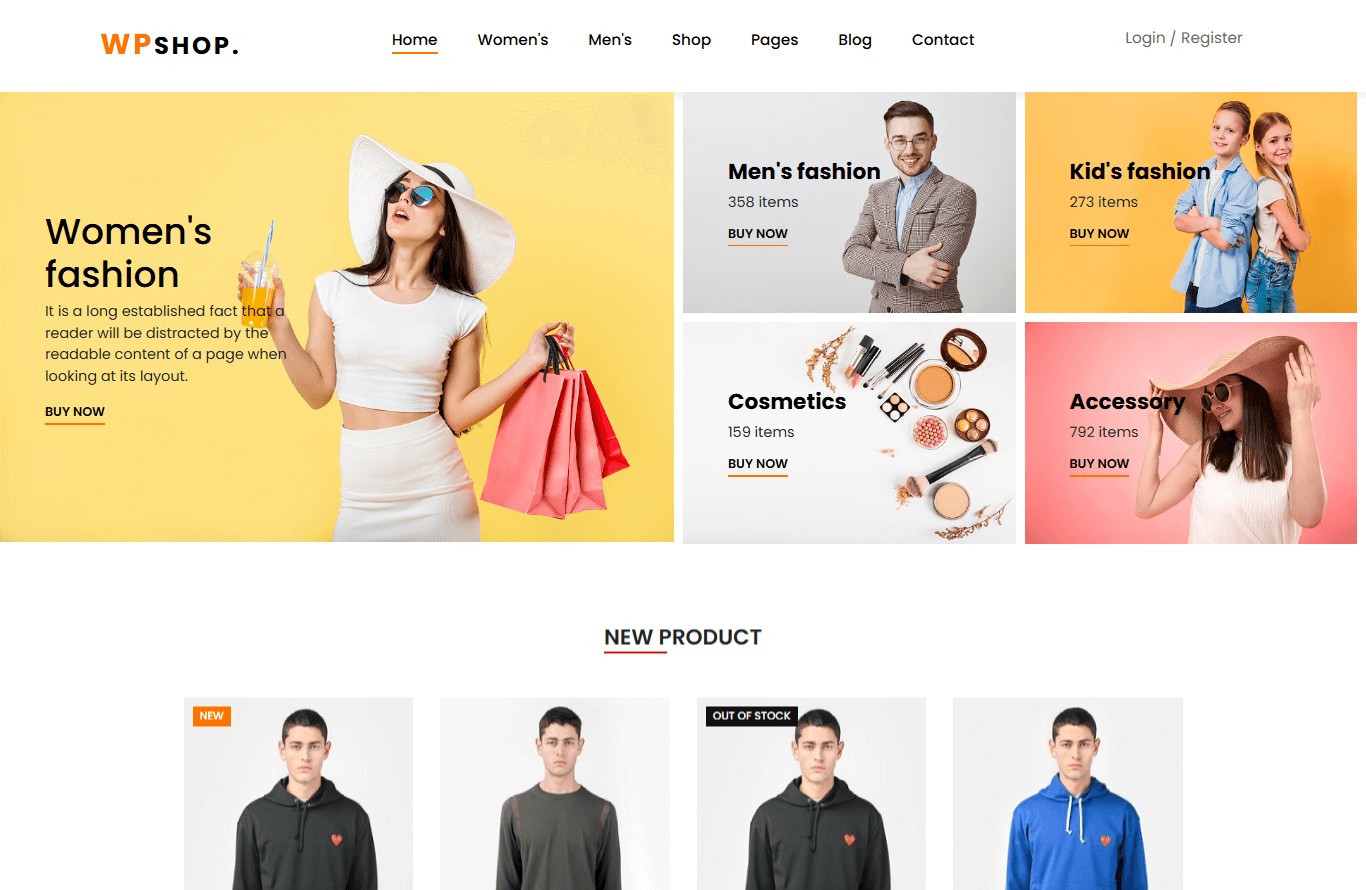 WPSHOP.
Home Women's Men's Shop Pages Blog Contact
Login / Register
Women's
fashion
It is a long established fact that a
reader will be distracted by the
readable content of a page when
looking at its layout.
BUY NOW
Men's fashion
358 items
BUY NOW
Kid's fashion
273 items
BUY NOW
Cosmetics
159 items
BUY NOW
Accessory
792 items
BUY NOW
NEW PRODUCT
NEW
OUT OF STOCK